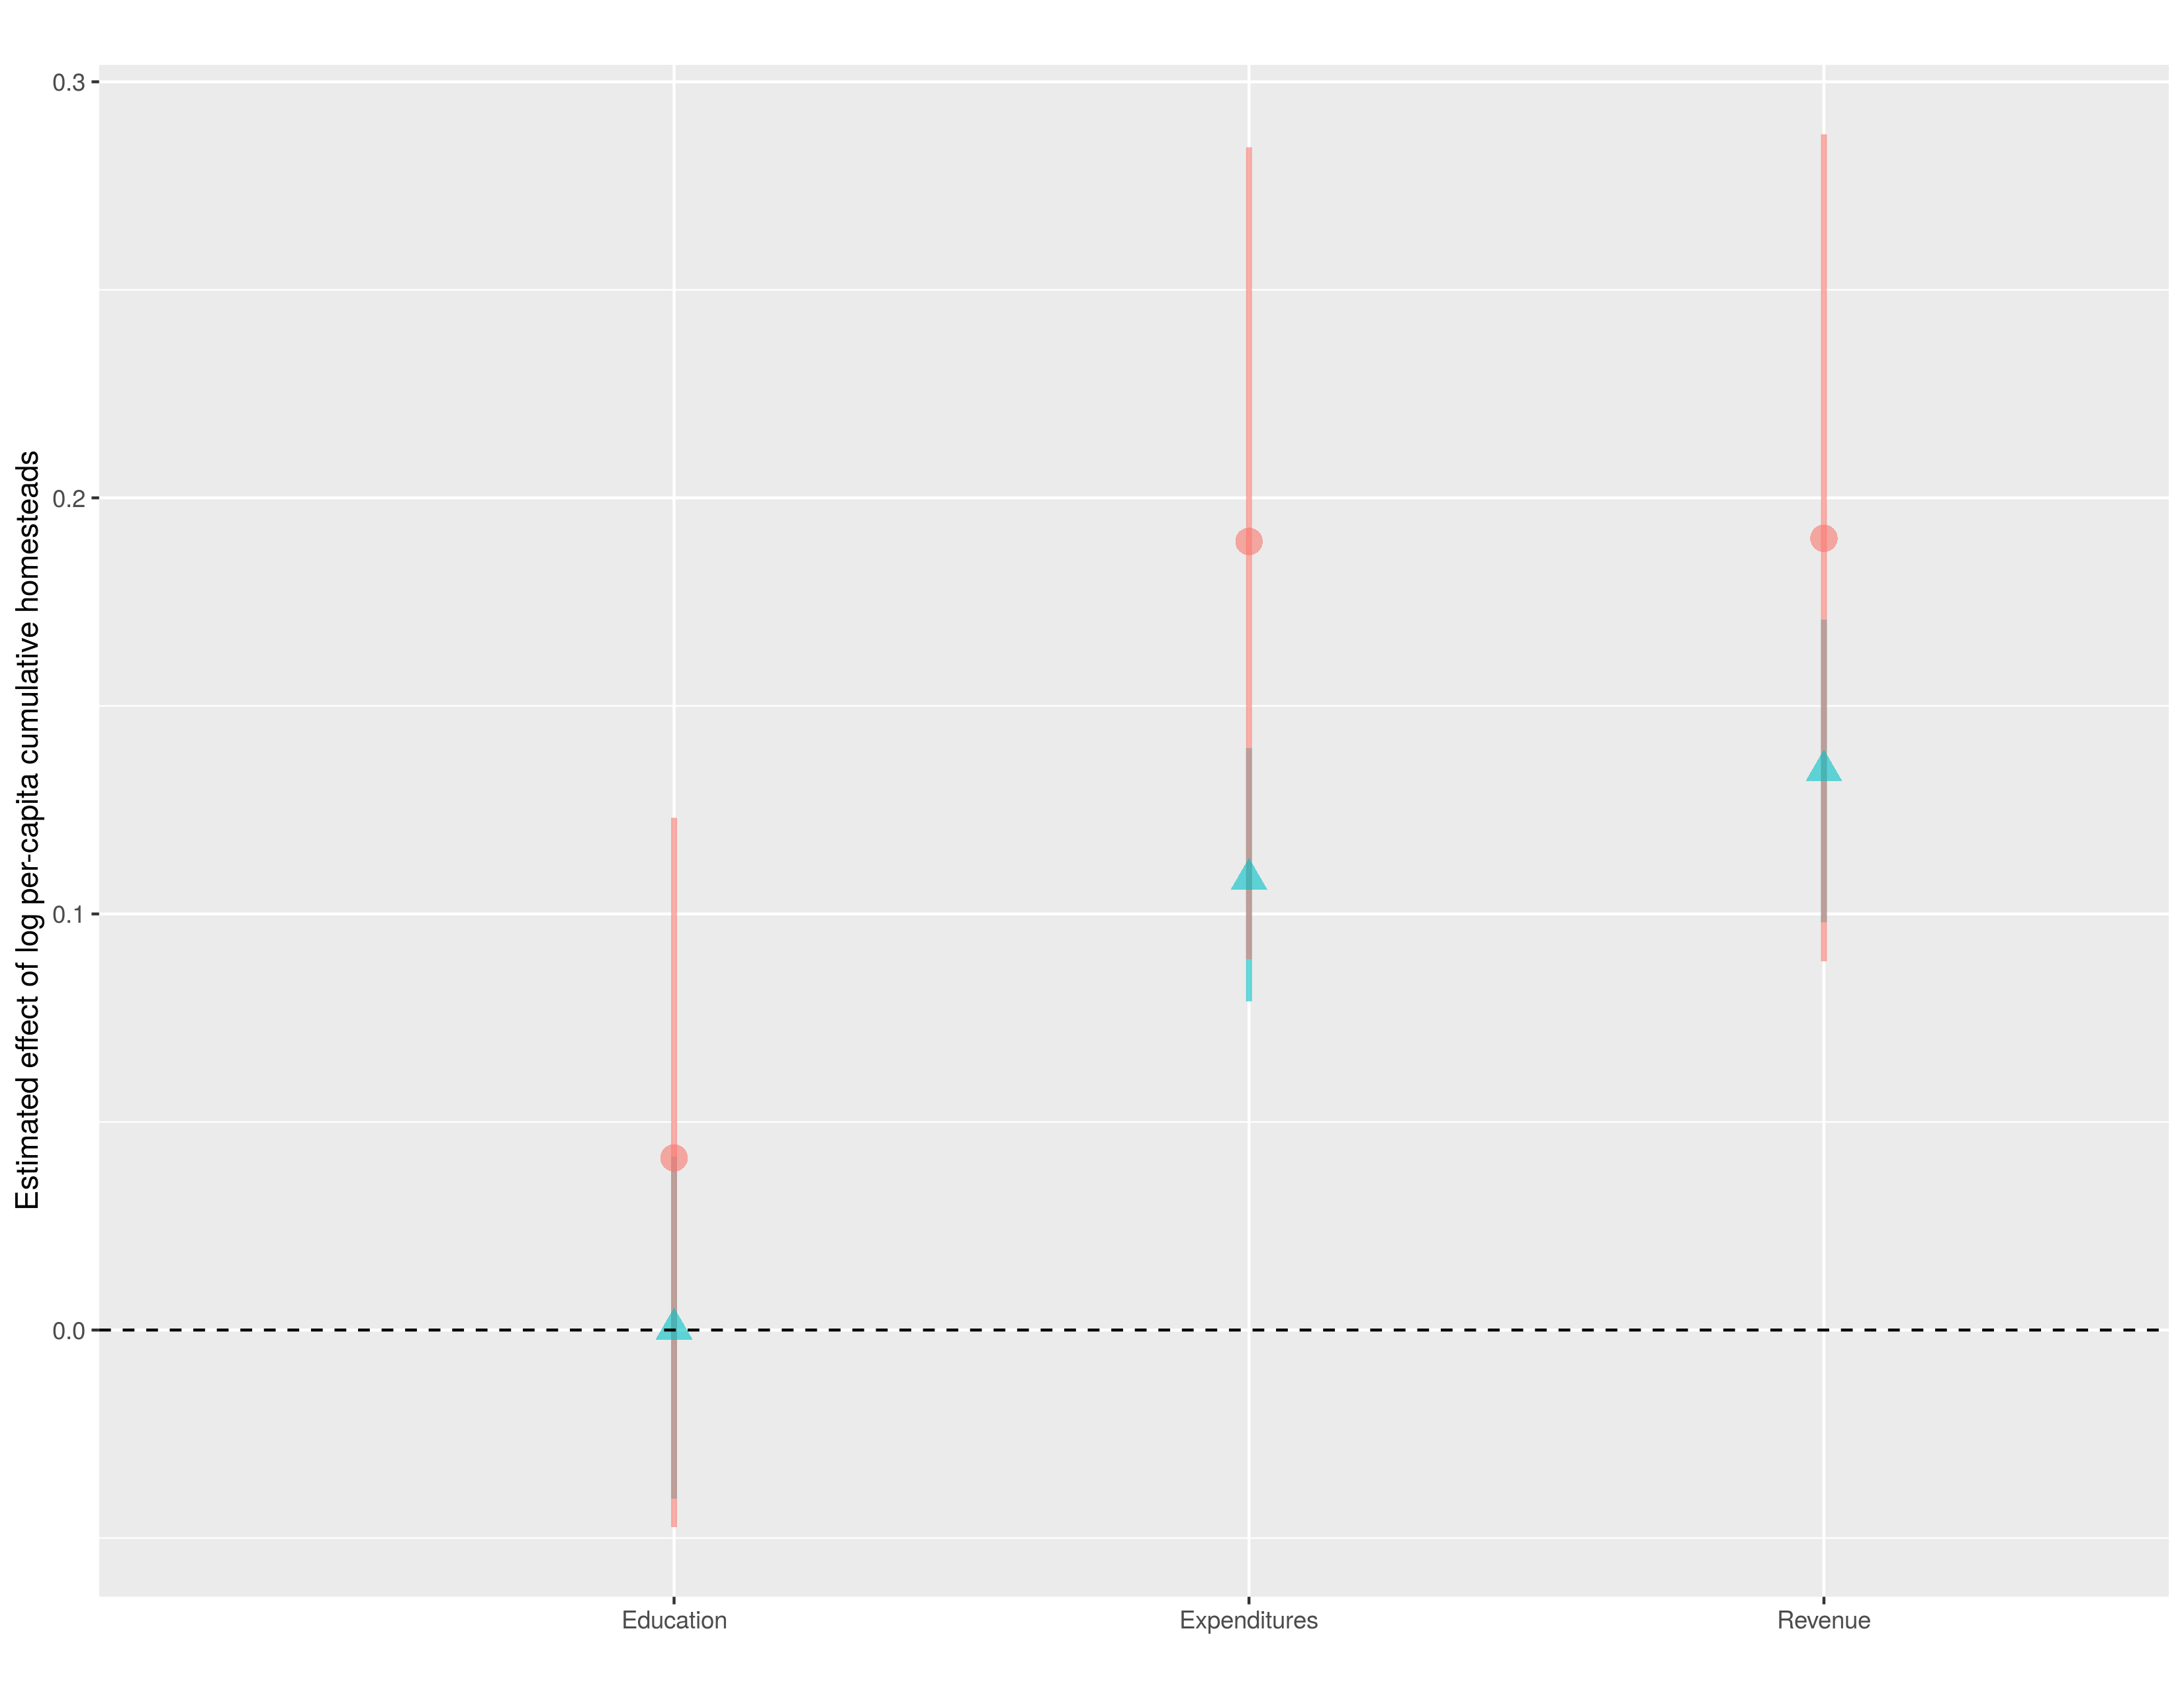 Estimated effect of log per-capita cumulative homesteads
0.3
0.2
0.1
0.0
Education
Expenditures
Revenue